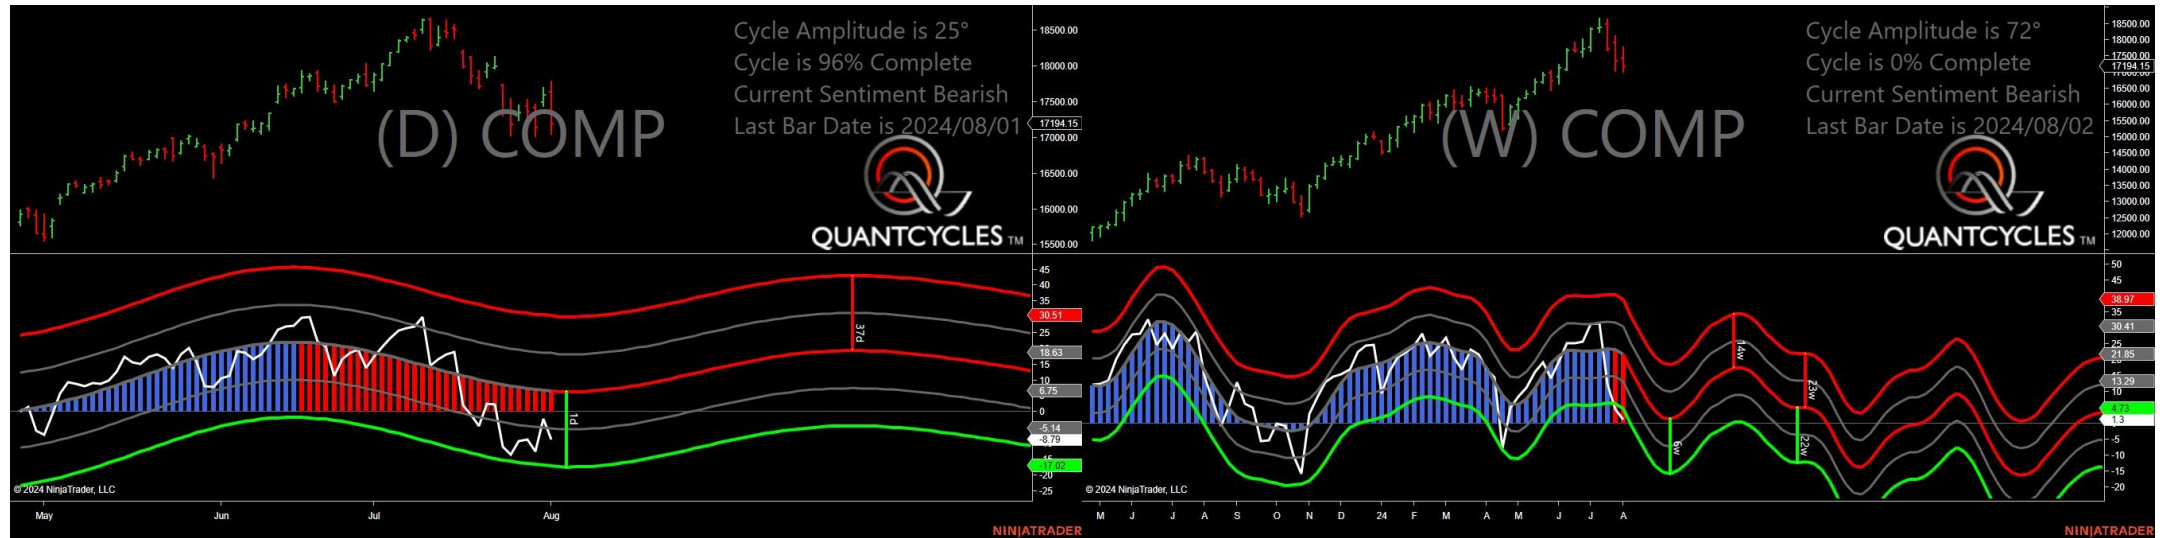 Cycle Amplitude is 25°
Cycle is 96% Complete
Current Sentiment Bearish
Last Bar Date is 2024/08/01
(D) COMP
QUANTCYCLES TM
18500.00
18000.00
17500.00
17194.15
17000.00
16500.00
16000.00
15500.00
45
40
35
30.51
25
18.63
15
10
6.75
0
-5.14
-8.79
-17.02
-20
-25
37d
1d
© 2024 NinjaTrader, LLC
May Jun Jul Aug
NINJATRADER
Cycle Amplitude is 72°
Cycle is 0% Complete
Current Sentiment Bearish
Last Bar Date is 2024/08/02
(W) COMP
QUANTCYCLES TM
18500.00
18000.00
17500.00
17194.15
16500.00
16000.00
15500.00
15000.00
14500.00
14000.00
13500.00
13000.00
12500.00
12000.00
50
45
38.97
35
30.41
25
21.85
13.29
10
4.73
1.3
-5
-10
-15
-20
14w
23w
6w
22w
© 2024 NinjaTrader, LLC
M J J A S O N D 24 F M A M J J A
NINJATRADER